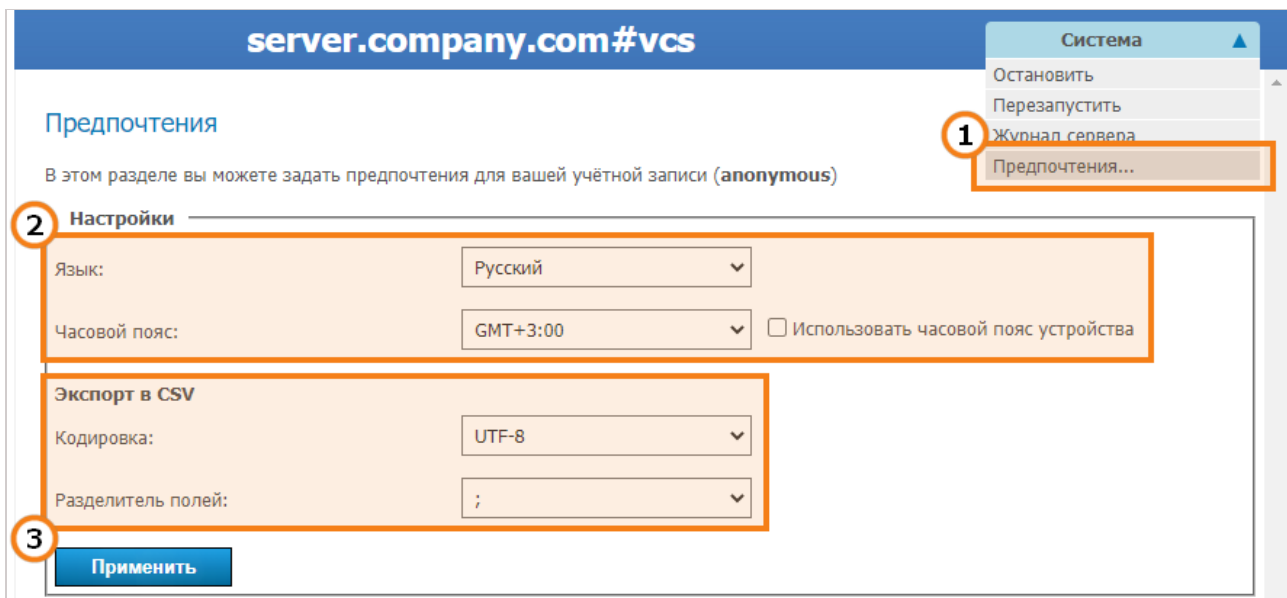 server.company.com#vcs
Система
Остановить
Перезапустить
Журнал сервера
1
Предпочтения...
Предпочтения
В этом разделе вы можете задать предпочтения для вашей учётной записи (anonymous)
2
Настройки
Язык: Русский
Часовой пояс: GMT+3:00 Использовать часовой пояс устройства
Экспорт в CSV
Кодировка: UTF-8
Разделитель полей: ;
3
Применить